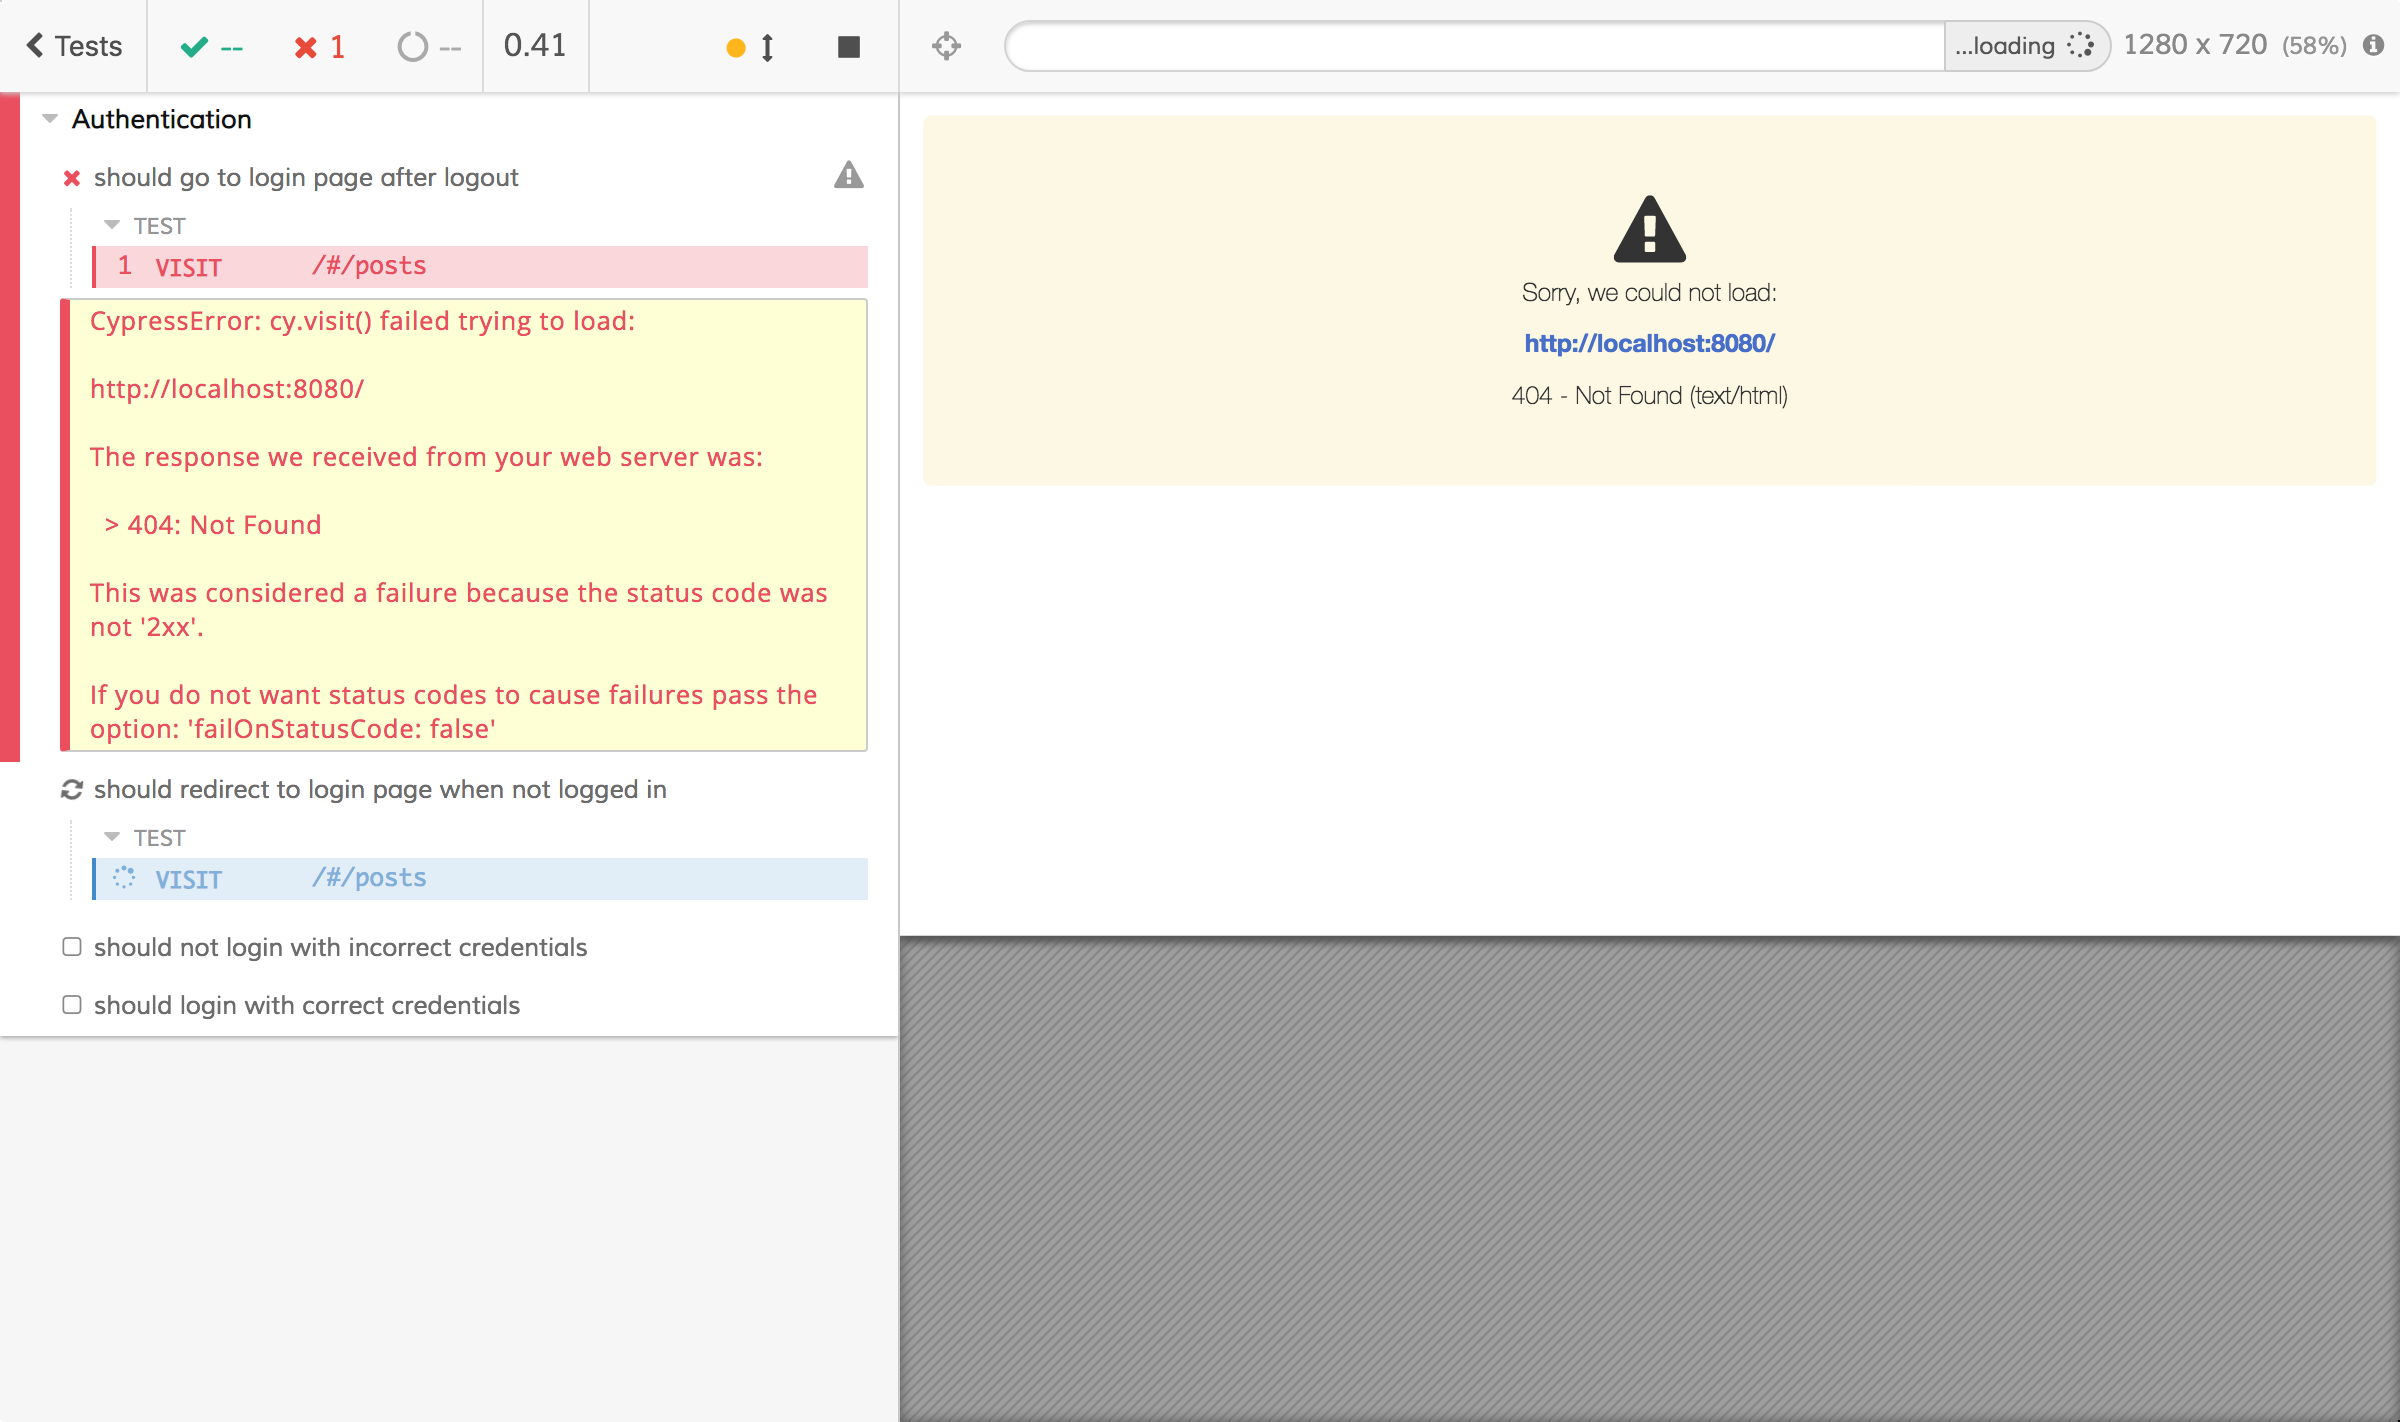 Tests -- 1 -- 0.41
...loading 1280 x 720 (58%)
Authentication
should go to login page after logout
TEST
1 VISIT /#/posts
CypressError: cy.visit() failed trying to load:
http://localhost:8080/
The response we received from your web server was:
> 404: Not Found
This was considered a failure because the status code was
not '2xx'.
If you do not want status codes to cause failures pass the
option: 'failOnStatusCode: false'
should redirect to login page when not logged in
TEST
VISIT /#/posts
should not login with incorrect credentials
should login with correct credentials
Sorry, we could not load:
http://localhost:8080/
404 - Not Found (text/html)